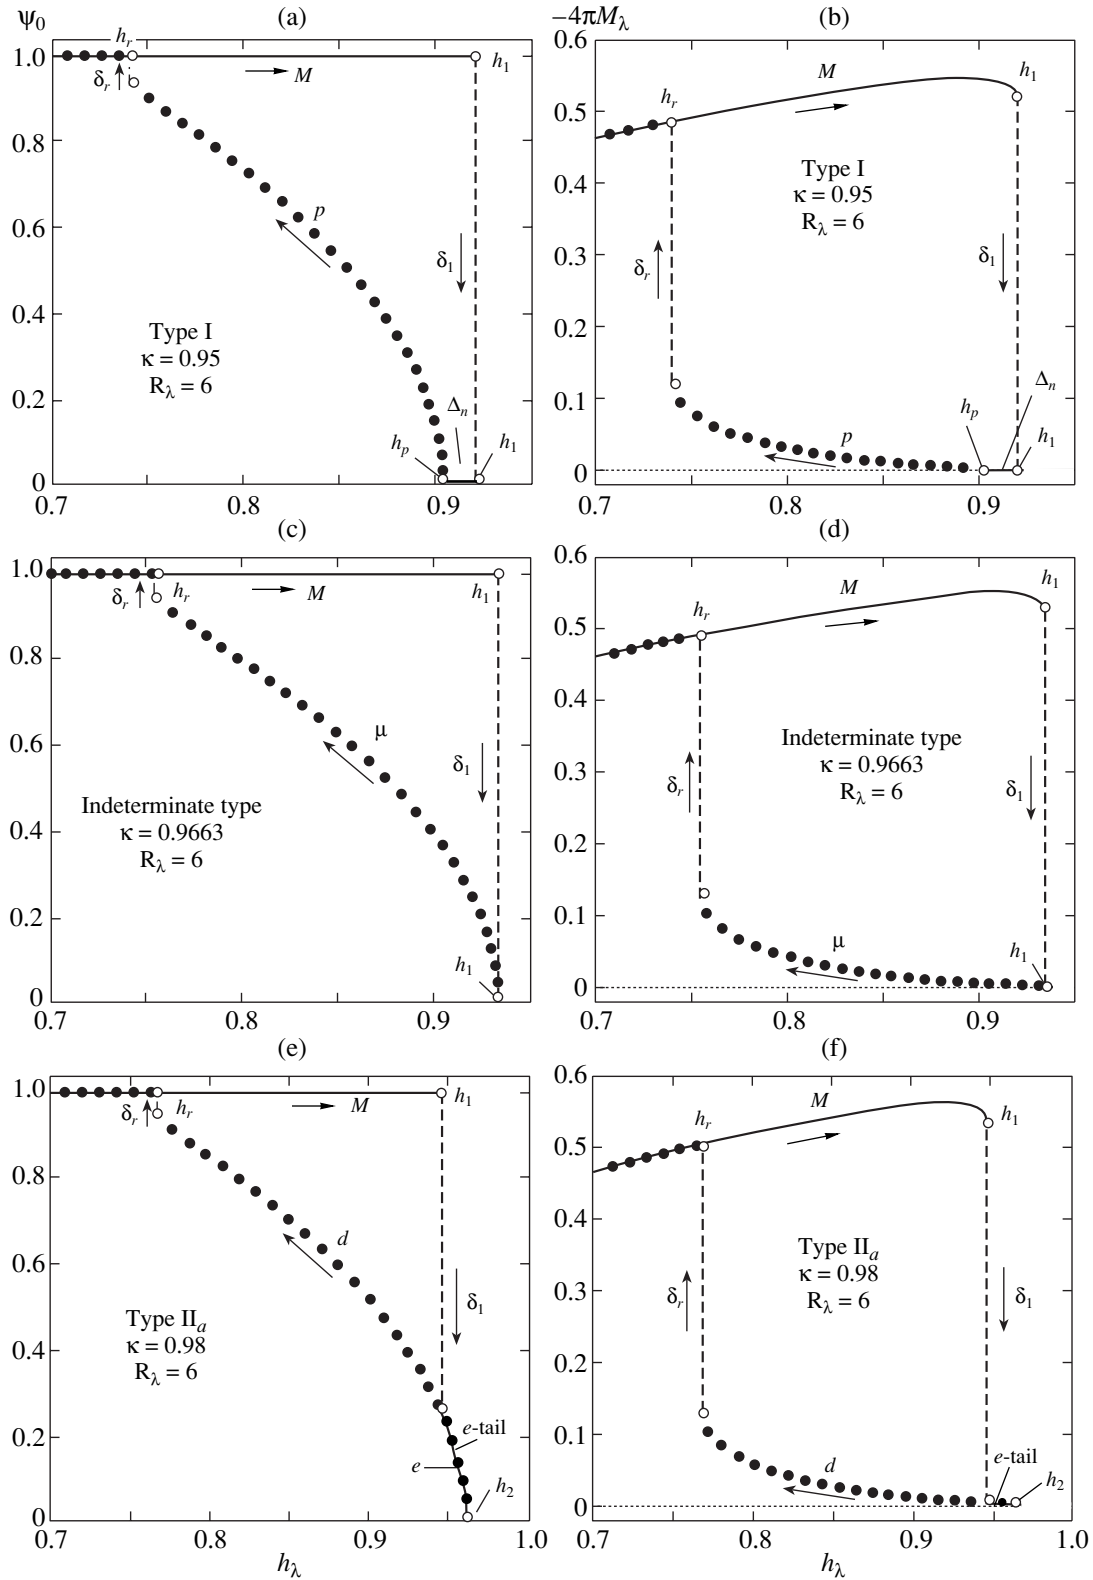 ψ0 (a)
1.0
hr
h1
δr
M
0.8
p
0.6
δ1
0.4
Type I
κ = 0.95
Rλ = 6
0.2
Δn
hp
h1
0
0.7 0.8 0.9
–4πMλ (b)
0.6
M
h1
hr
0.5
Type I
κ = 0.95
Rλ = 6
0.4
0.3
δr
δ1
0.2
Δn
0.1
hp
p
h1
0
0.7 0.8 0.9
(c)
1.0
hr
h1
δr
M
0.8
μ
0.6
δ1
Indeterminate type
κ = 0.9663
Rλ = 6
0.4
0.2
h1
0
0.7 0.8 0.9
(d)
0.6
M
h1
hr
0.5
0.4
Indeterminate type
κ = 0.9663
Rλ = 6
0.3
δr
δ1
0.2
0.1
μ
h1
0
0.7 0.8 0.9
(e)
1.0
hr
h1
δr
M
0.8
d
0.6
δ1
Type IIa
κ = 0.98
Rλ = 6
0.4
0.2
e-tail
e
h2
0
0.7 0.8 0.9 1.0
hλ
(f)
0.6
M
h1
hr
0.5
0.4
Type IIa
κ = 0.98
Rλ = 6
0.3
δr
δ1
0.2
0.1
e-tail
d
h2
0
0.7 0.8 0.9 1.0
hλ